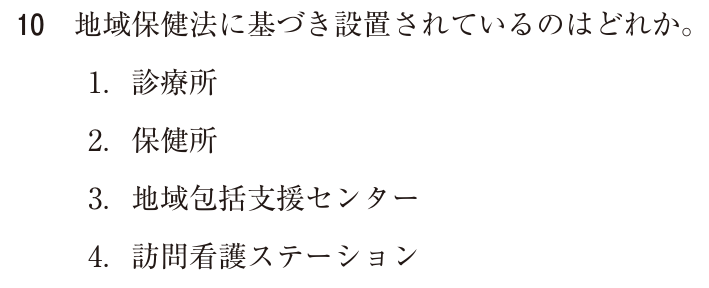 10 地域保健法に基づき設置されているのはどれか。
1. 診療所
2. 保健所
3. 地域包括支援センター
4. 訪問看護ステーション